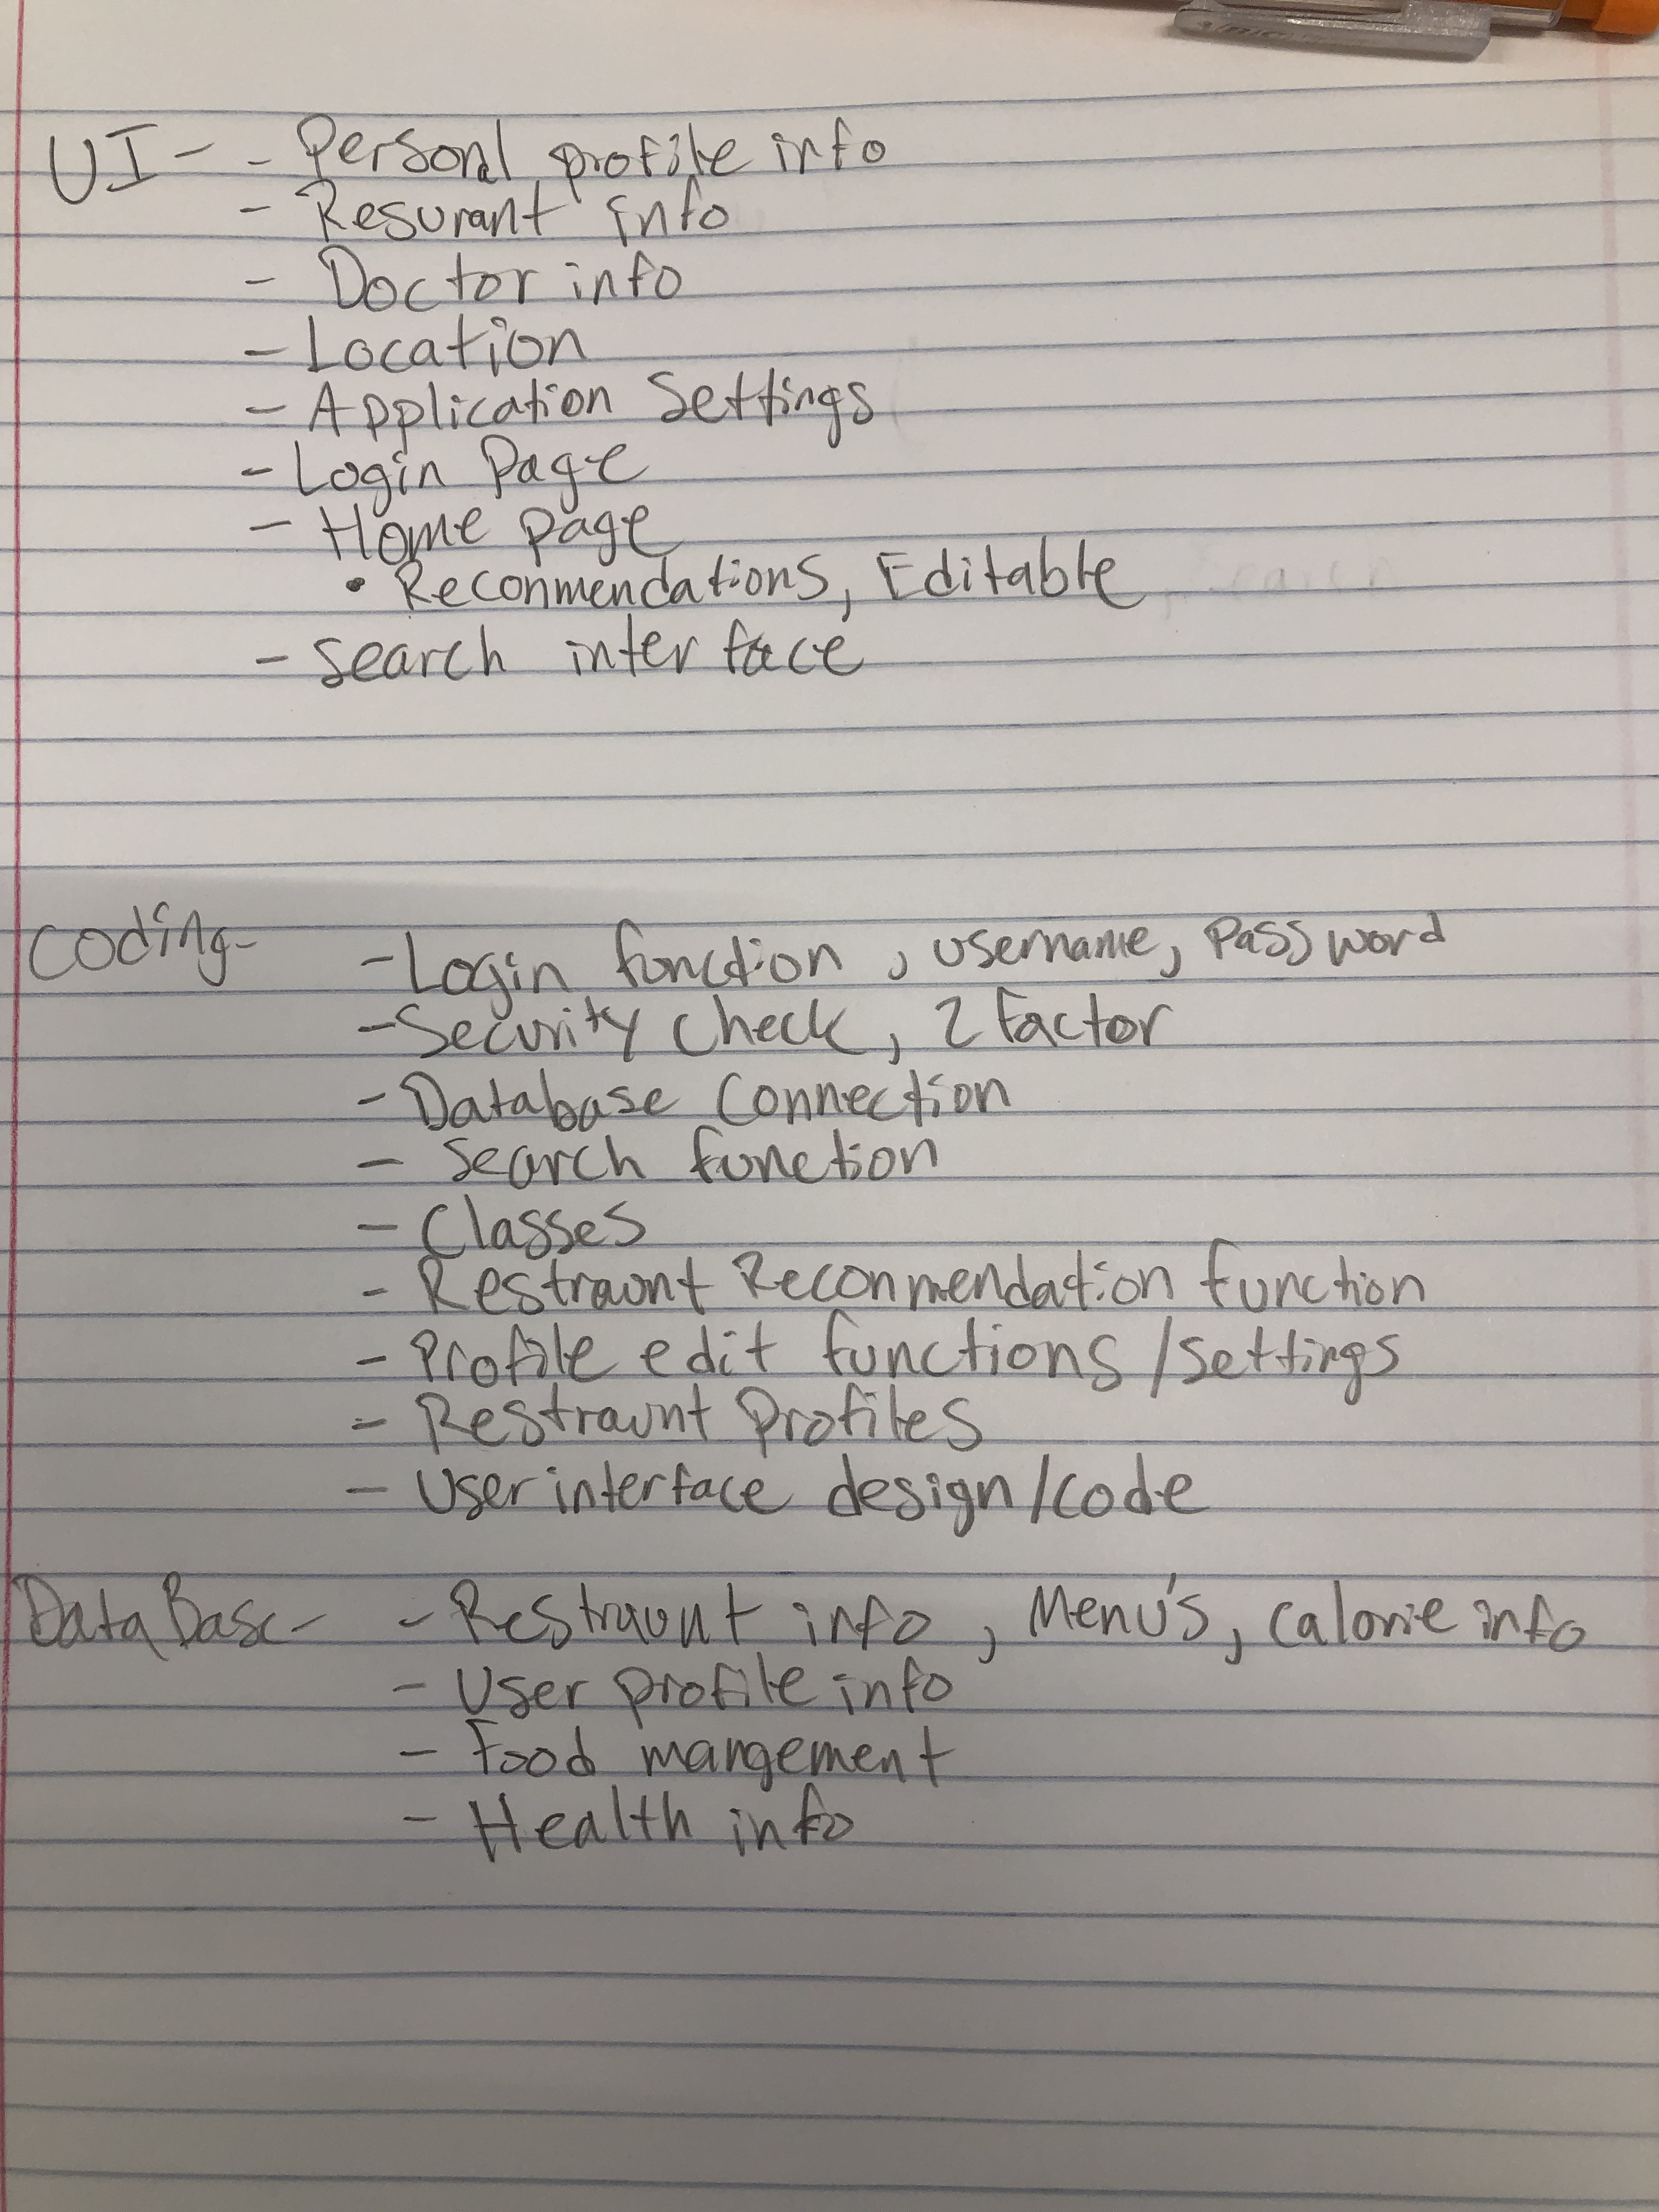 UI - - Personal profile info
- Resurant info
- Doctor info
- Location
- Application Settings
- Login Page
- Home page
• Reconmendations, Editable
- search interface
Coding - - Login function, username, Password
- Security check, 2 factor
- Database Connection
- Search function
- Classes
- Restraunt Reconmendation function
- Profile edit functions/settings
- Restraunt Profiles
- User interface design/code
DataBase - - Restraunt info, Menu's, calorie info
- User profile info
- Food mangement
- Health info